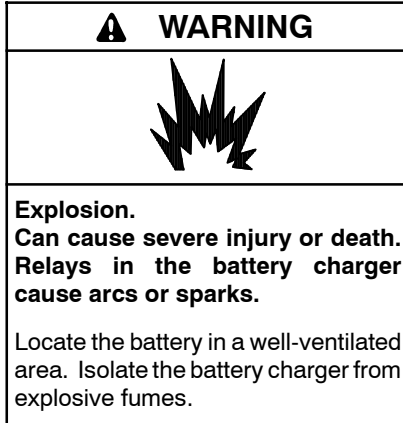 WARNING
Explosion.
Can cause severe injury or death.
Relays in the battery charger
cause arcs or sparks.
Locate the battery in a well-ventilated
area. Isolate the battery charger from
explosive fumes.